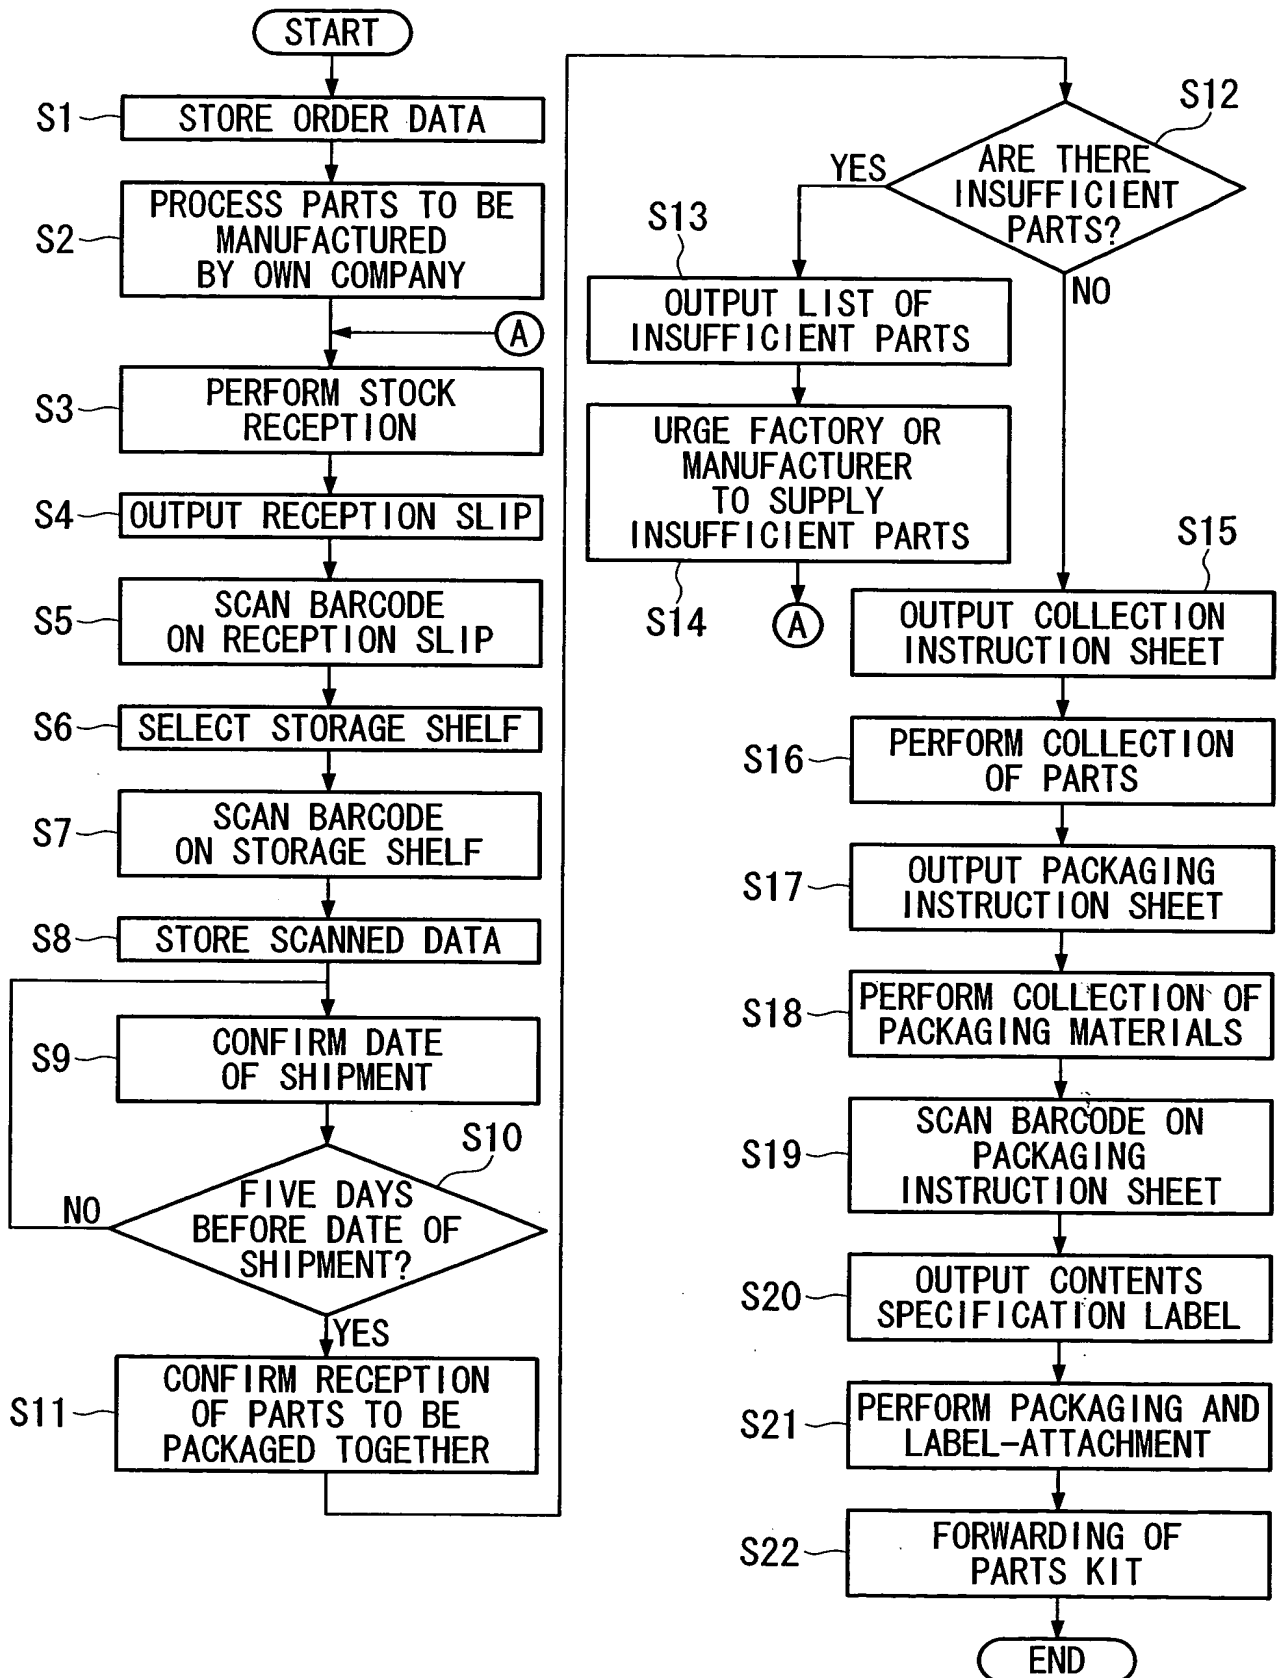 START
S1
STORE ORDER DATA
S2
PROCESS PARTS TO BE
MANUFACTURED
BY OWN COMPANY
A
S3
PERFORM STOCK
RECEPTION
S4
OUTPUT RECEPTION SLIP
S5
SCAN BARCODE
ON RECEPTION SLIP
S6
SELECT STORAGE SHELF
S7
SCAN BARCODE
ON STORAGE SHELF
S8
STORE SCANNED DATA
S9
CONFIRM DATE
OF SHIPMENT
S10
FIVE DAYS
BEFORE DATE OF
SHIPMENT?
NO
YES
S11
CONFIRM RECEPTION
OF PARTS TO BE
PACKAGED TOGETHER
S12
ARE THERE
INSUFFICIENT
PARTS?
YES
NO
S13
OUTPUT LIST OF
INSUFFICIENT PARTS
URGE FACTORY OR
MANUFACTURER
TO SUPPLY
INSUFFICIENT PARTS
S14
A
S15
OUTPUT COLLECTION
INSTRUCTION SHEET
S16
PERFORM COLLECTION
OF PARTS
S17
OUTPUT PACKAGING
INSTRUCTION SHEET
S18
PERFORM COLLECTION OF
PACKAGING MATERIALS
S19
SCAN BARCODE ON
PACKAGING
INSTRUCTION SHEET
S20
OUTPUT CONTENTS
SPECIFICATION LABEL
S21
PERFORM PACKAGING AND
LABEL-ATTACHMENT
S22
FORWARDING OF
PARTS KIT
END